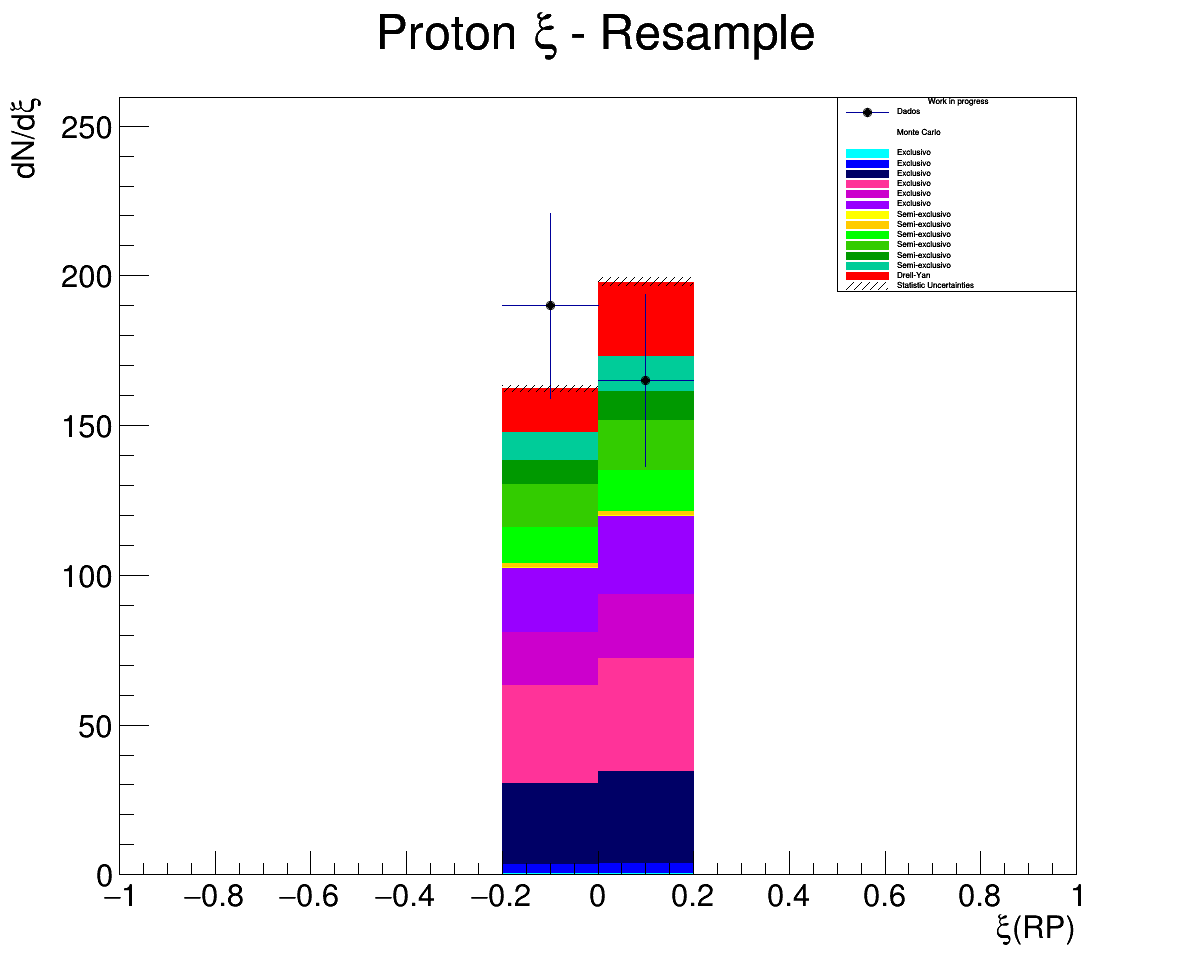 Proton ξ - Resample
dN/dξ
250
200
150
100
50
0
−1
−0.8
−0.6
−0.4
−0.2
0
0.2
0.4
0.6
0.8
1
ξ(RP)
Work in progress
Dados
Monte Carlo
Exclusivo
Exclusivo
Exclusivo
Exclusivo
Exclusivo
Exclusivo
Semi-exclusivo
Semi-exclusivo
Semi-exclusivo
Semi-exclusivo
Semi-exclusivo
Semi-exclusivo
Drell-Yan
Statistic Uncertainties